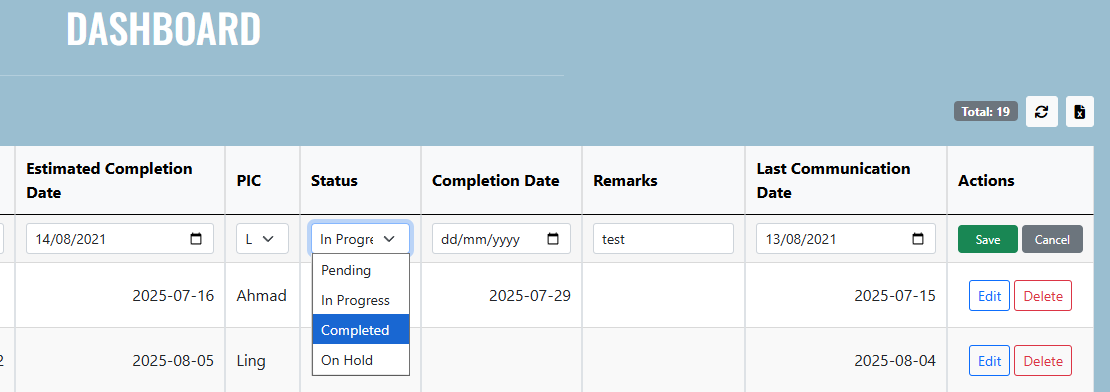 DASHBOARD
Total: 19
Estimated Completion Date PIC Status Completion Date Remarks Last Communication Date Actions
14/08/2021 L In Progre dd/mm/yyyy test 13/08/2021 Save Cancel
Pending
In Progress
Completed
On Hold
2025-07-16 Ahmad 2025-07-29 2025-07-15 Edit Delete
2 2025-08-05 Ling 2025-08-04 Edit Delete